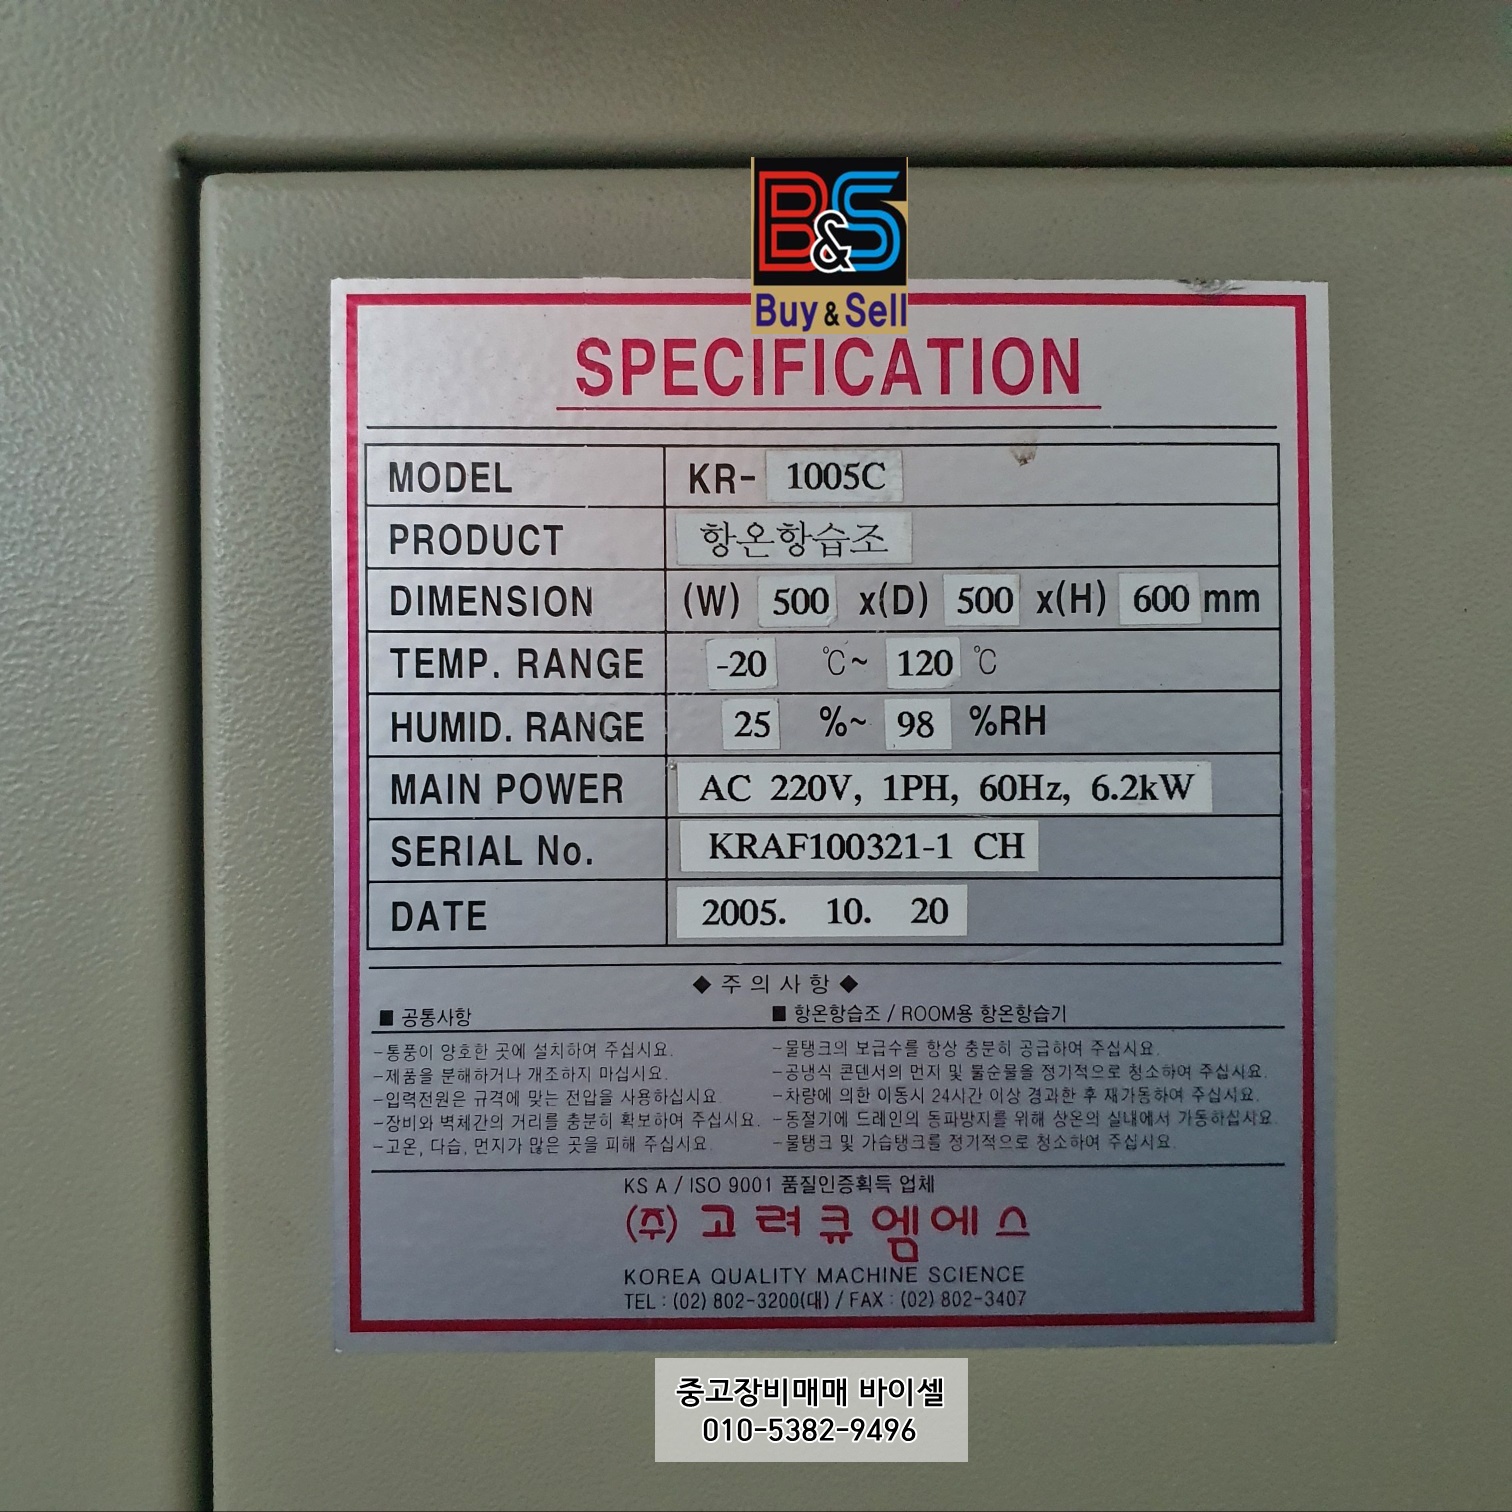 B&S
Buy & Sell
SPECIFICATION
MODEL KR- 1005C
PRODUCT 항온항습조
DIMENSION (W) 500 x(D) 500 x(H) 600 mm
TEMP. RANGE -20 ℃~ 120 ℃
HUMID. RANGE 25 %~ 98 %RH
MAIN POWER AC 220V, 1PH, 60Hz, 6.2kW
SERIAL No. KRAF100321-1 CH
DATE 2005. 10. 20
◆ 주 의 사 항 ◆
■ 공통사항
-통풍이 양호한 곳에 설치하여 주십시요.
-제품을 분해하거나 개조하지 마십시요.
-입력전원은 규격에 맞는 전압을 사용하십시요.
-장비와 벽체간의 거리를 충분히 확보하여 주십시요.
-고온, 다습, 먼지가 많은 곳을 피해 주십시요.
■ 항온항습조 / ROOM용 항온항습기
-물탱크의 보급수를 항상 충분히 공급하여 주십시요.
-공냉식 콘덴서의 먼지 및 불순물을 정기적으로 청소하여 주십시요.
-차량에 의한 이동시 24시간 이상 경과한 후 재가동하여 주십시요.
-동절기에 드레인의 동파방지를 위해 상온의 실내에서 가동하십시요.
-물탱크 및 가습탱크를 정기적으로 청소하여 주십시요
KS A / ISO 9001 품질인증획득 업체
(주) 고려큐엠에스
KOREA QUALITY MACHINE SCIENCE
TEL : (02) 802-3200(대) / FAX : (02) 802-3407
중고장비매매 바이셀
010-5382-9496